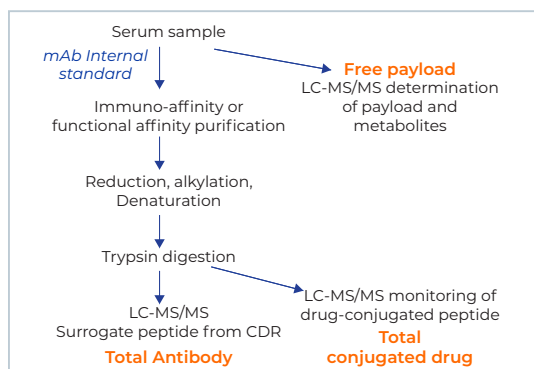 Serum sample
mAb Internal
standard
Free payload
LC-MS/MS determination
of payload and
metabolites
Immuno-affinity or
functional affinity purification
Reduction, alkylation,
Denaturation
Trypsin digestion
LC-MS/MS
Surrogate peptide from CDR
Total Antibody
LC-MS/MS monitoring of
drug-conjugated peptide
Total
conjugated drug